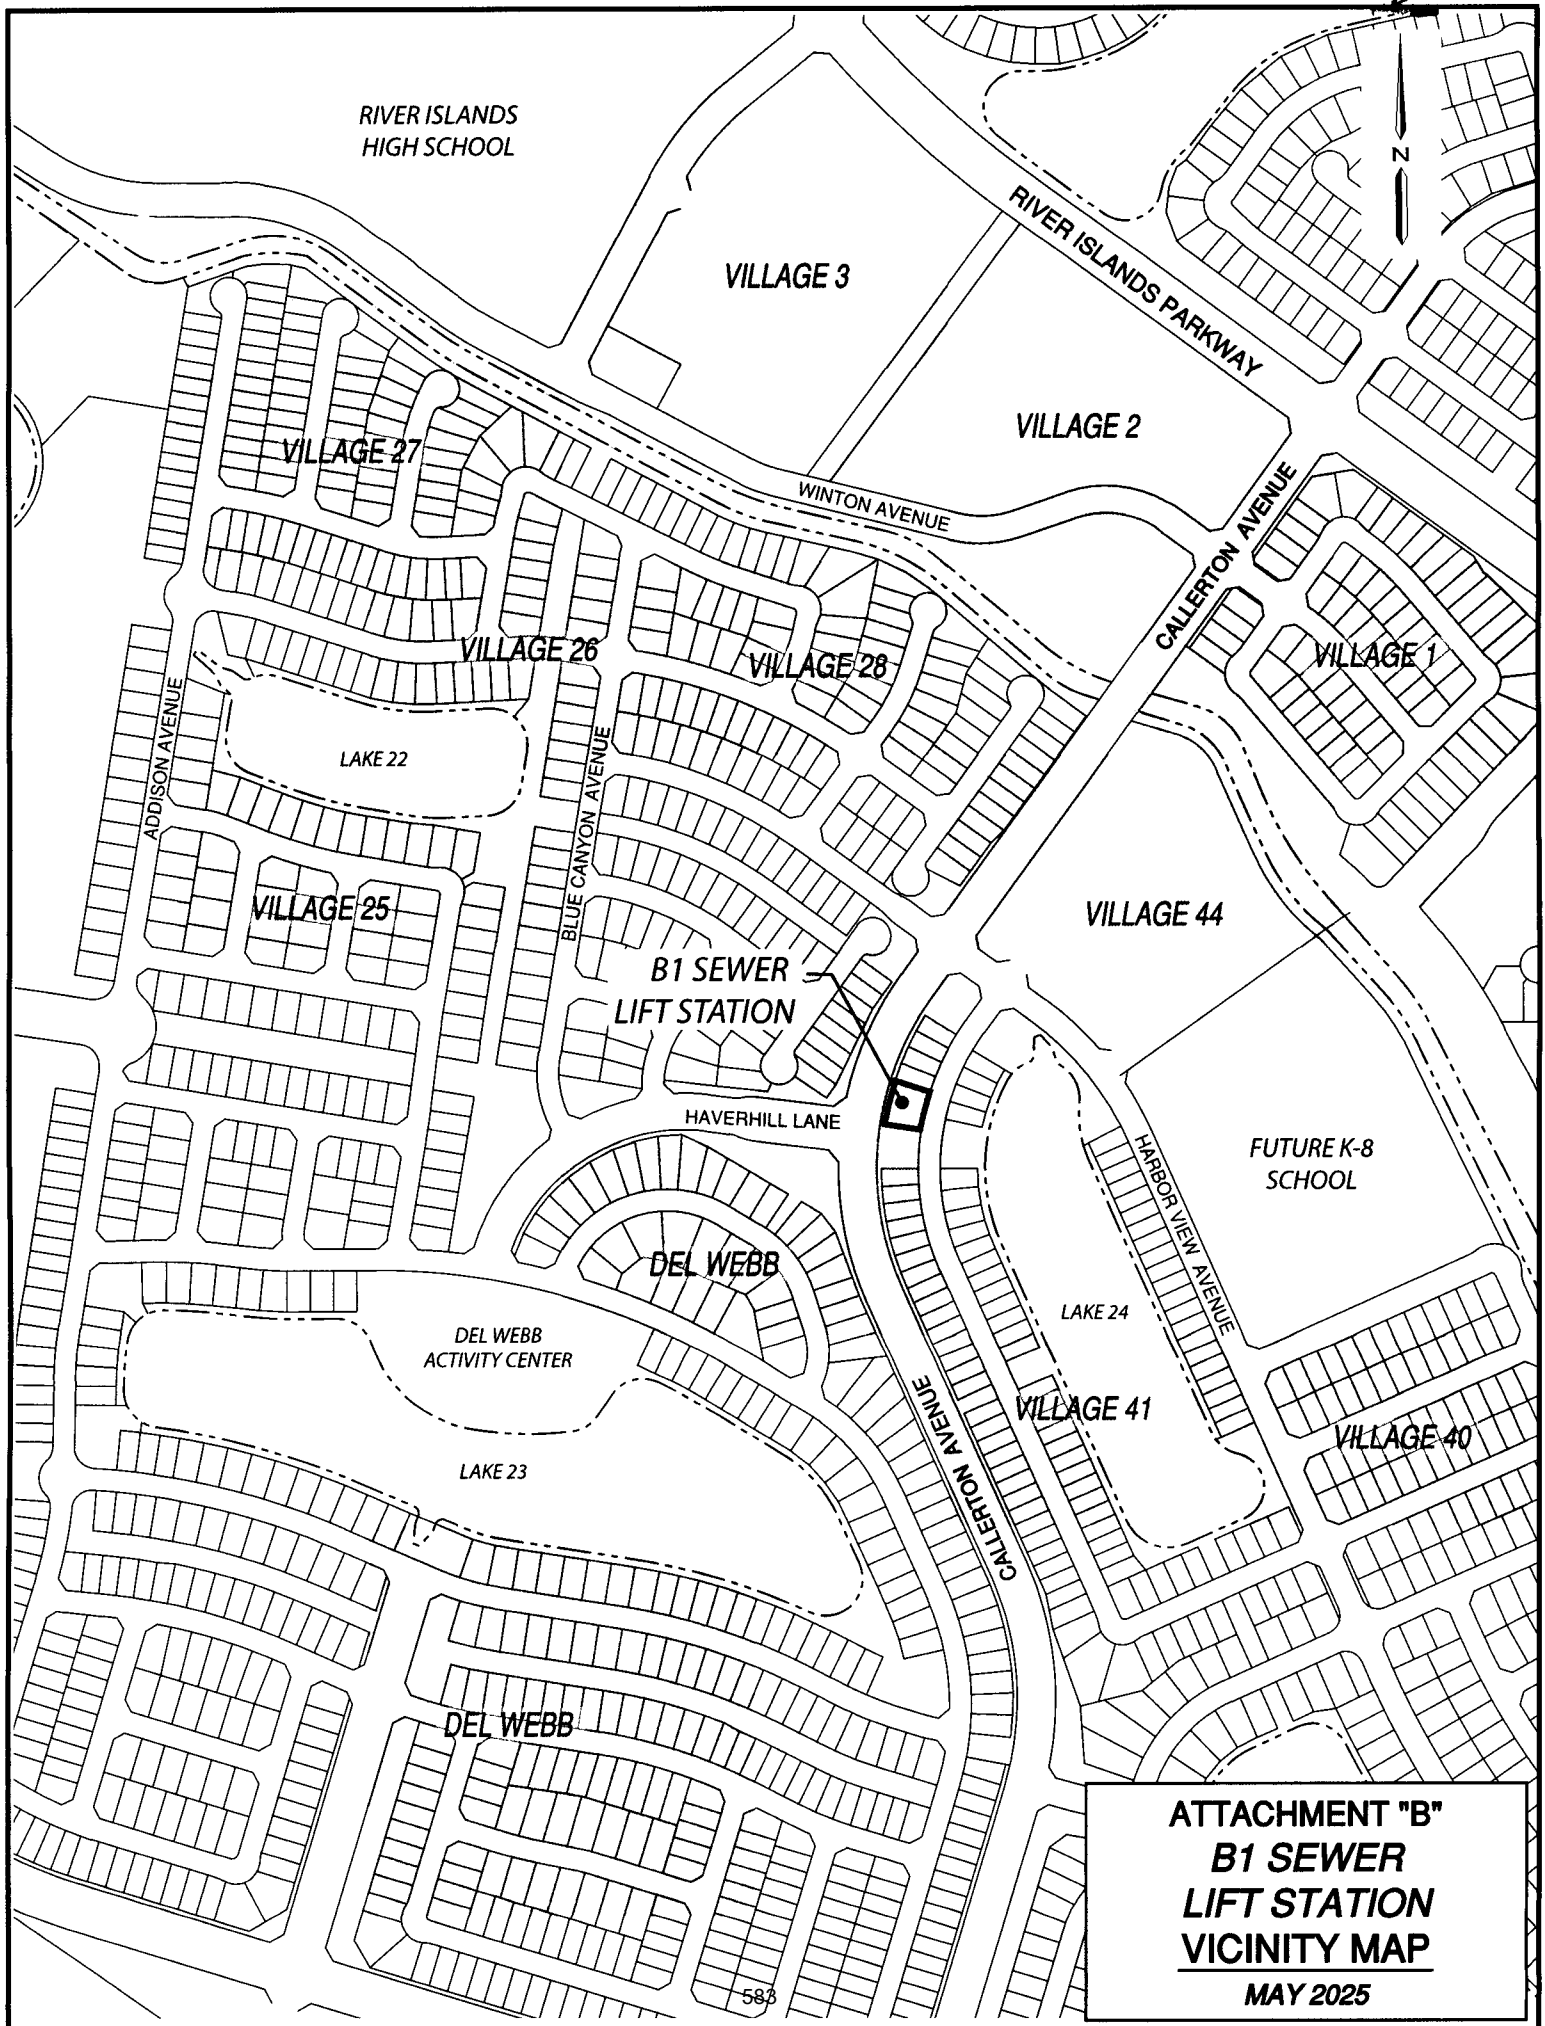 RIVER ISLANDS
HIGH SCHOOL
N
RIVER ISLANDS PARKWAY
VILLAGE 3
VILLAGE 2
VILLAGE 27
WINTON AVENUE
CALLERTON AVENUE
VILLAGE 26
VILLAGE 28
VILLAGE 1
ADDISON AVENUE
LAKE 22
BLUE CANYON AVENUE
VILLAGE 25
VILLAGE 44
B1 SEWER
LIFT STATION
HAVERHILL LANE
HARBOR VIEW AVENUE
FUTURE K-8
SCHOOL
DEL WEBB
LAKE 24
DEL WEBB
ACTIVITY CENTER
CALLERTON AVENUE
VILLAGE 41
VILLAGE 40
LAKE 23
DEL WEBB
ATTACHMENT "B"
B1 SEWER
LIFT STATION
VICINITY MAP
MAY 2025
583